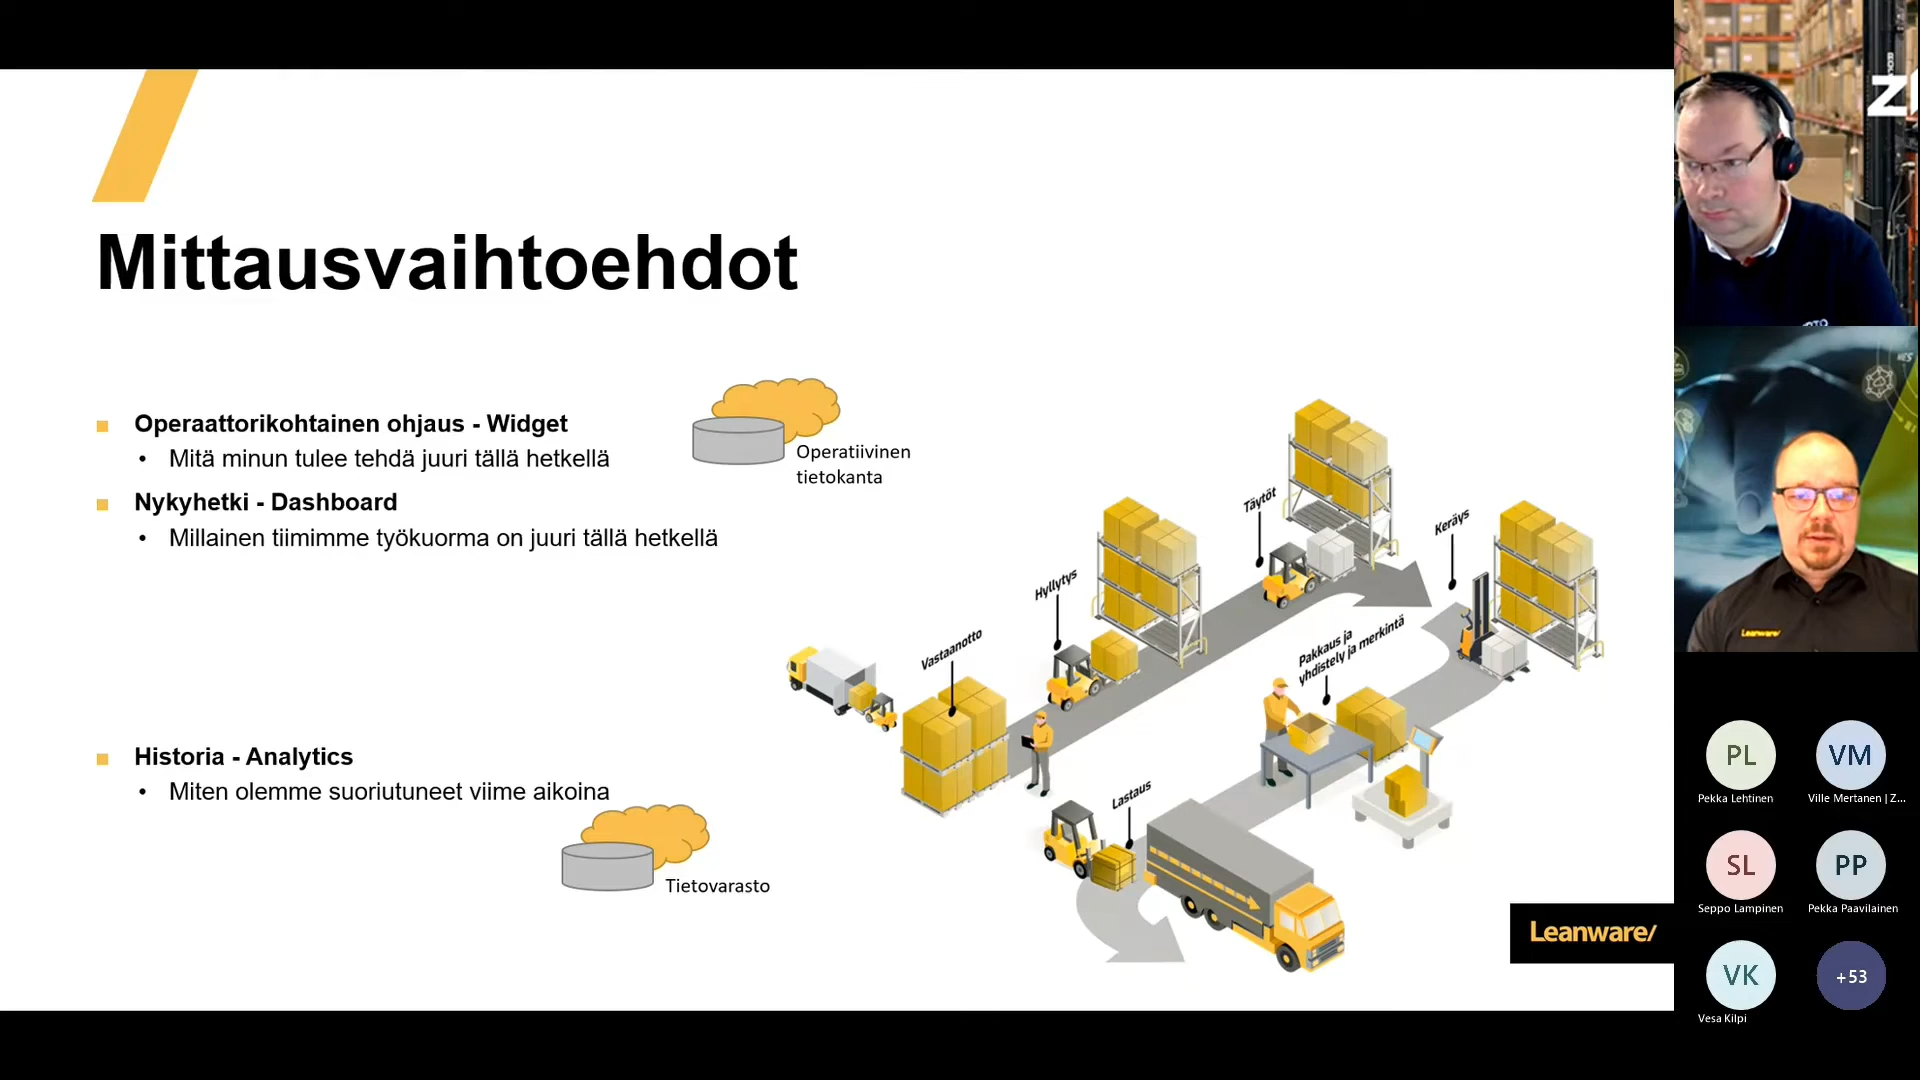 Mittausvaihtoehdot
Operaattorikohtainen ohjaus - Widget
Mitä minun tulee tehdä juuri tällä hetkellä
Operatiivinen
tietokanta
Nykyhetki - Dashboard
Millainen tiimimme työkuorma on juuri tällä hetkellä
Historia - Analytics
Miten olemme suoriutuneet viime aikoina
Tietovarasto
Vastaanotto
Hyllytys
Täytöt
Keräys
Pakkaus ja
yhdistely ja merkintä
Lastaus
Leanware/
Leanware/
PL
Pekka Lehtinen
VM
Ville Mertanen | Z...
SL
Seppo Lampinen
PP
Pekka Paavilainen
VK
Vesa Kilpi
+53